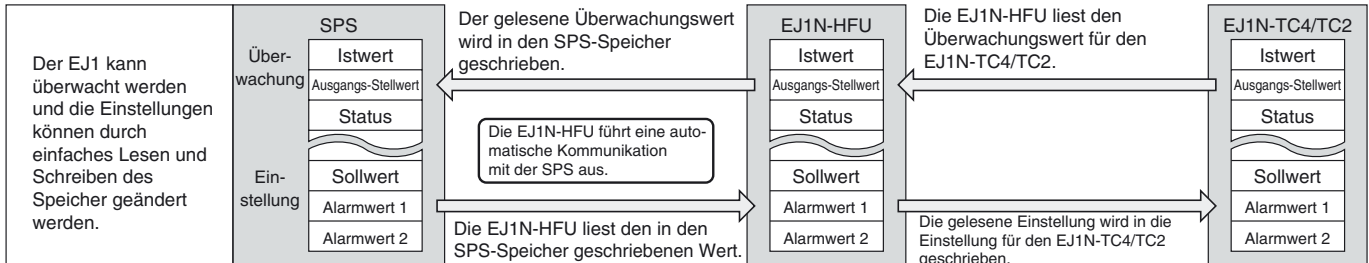 Der EJ1 kann
überwacht werden
und die Einstellungen
können durch
einfaches Lesen und
Schreiben des
Speicher geändert
werden.
SPS
Über-
wachung
Istwert
Ausgangs-Stellwert
Status
Ein-
stellung
Sollwert
Alarmwert 1
Alarmwert 2
Der gelesene Überwachungswert
wird in den SPS-Speicher
geschrieben.
Die EJ1N-HFU führt eine auto-
matische Kommunikation
mit der SPS aus.
Die EJ1N-HFU liest den in den
SPS-Speicher geschriebenen Wert.
EJ1N-HFU
Istwert
Ausgangs-Stellwert
Status
Sollwert
Alarmwert 1
Alarmwert 2
Die EJ1N-HFU liest den
Überwachungswert für den
EJ1N-TC4/TC2.
Die gelesene Einstellung wird in die
Einstellung für den EJ1N-TC4/TC2
geschrieben.
EJ1N-TC4/TC2
Istwert
Ausgangs-Stellwert
Status
Sollwert
Alarmwert 1
Alarmwert 2